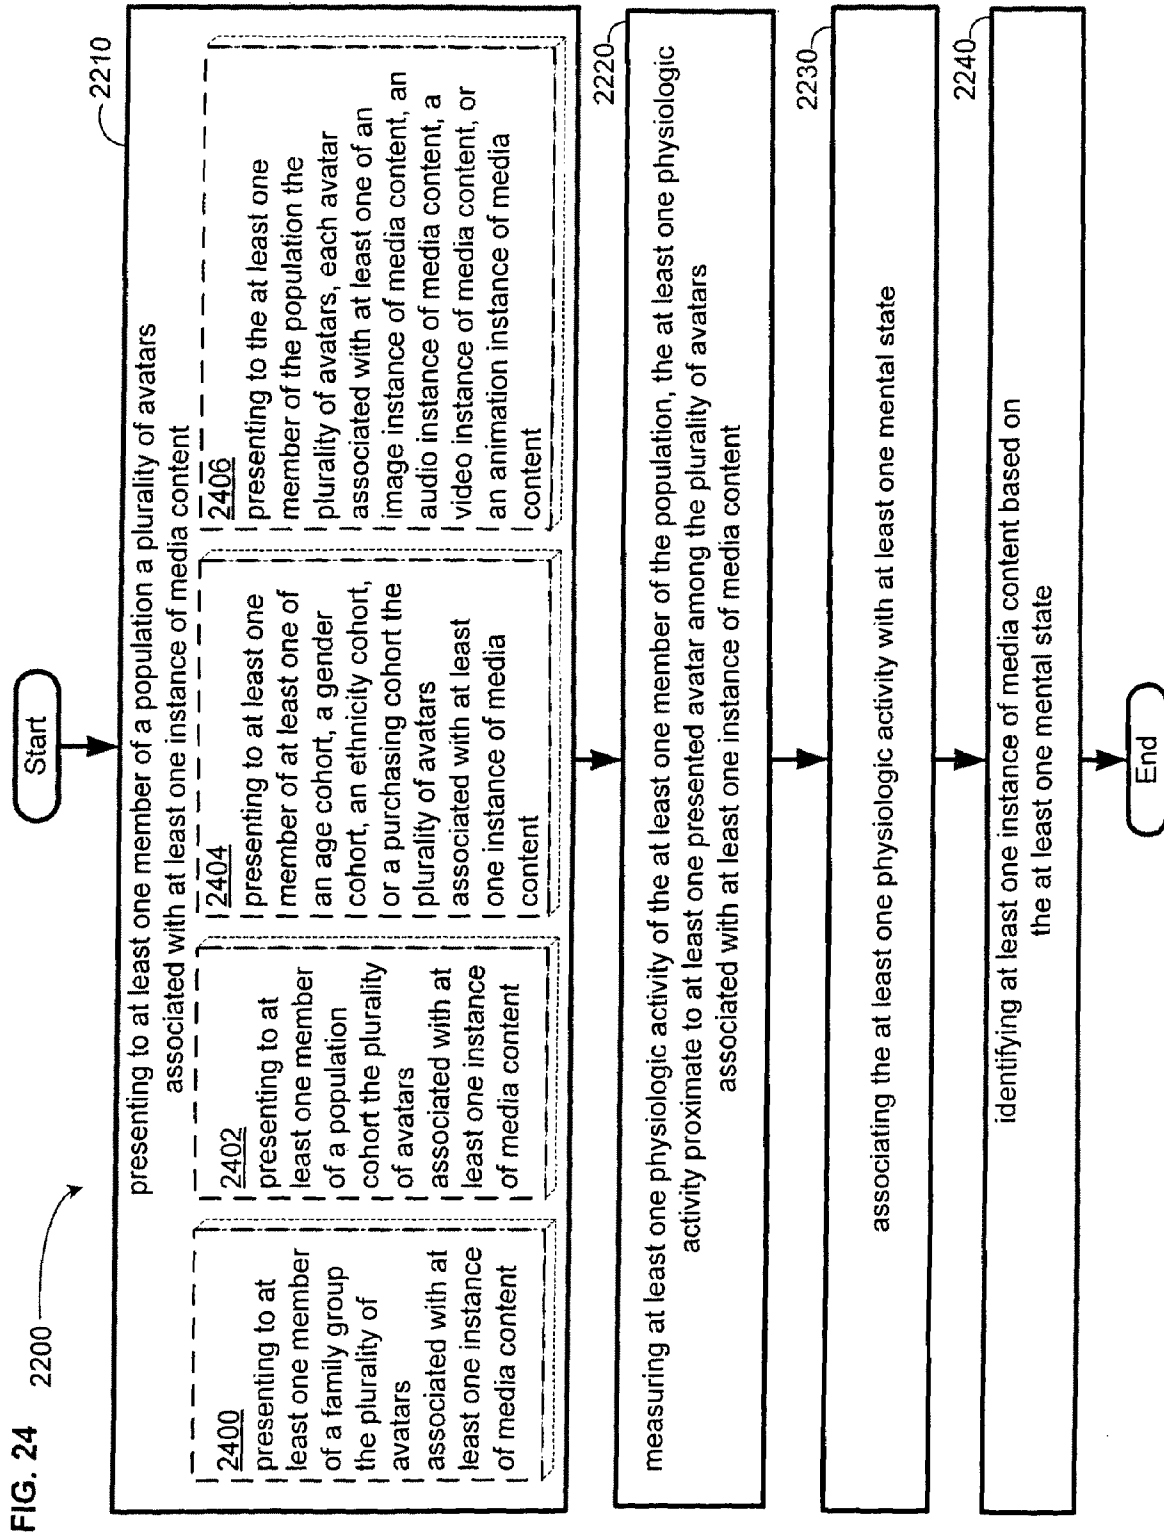 FIG. 24
2200
Start
2210
presenting to at least one member of a population a plurality of avatars
associated with at least one instance of media content
2400
presenting to at
least one member
of a family group
the plurality of
avatars
associated with at
least one instance
of media content
2402
presenting to at
least one member
of a population
cohort the plurality
of avatars
associated with at
least one instance
of media content
2404
presenting to at least one
member of at least one of
an age cohort, a gender
cohort, an ethnicity cohort,
or a purchasing cohort the
plurality of avatars
associated with at least
one instance of media
content
2406
presenting to the at least one
member of the population the
plurality of avatars, each avatar
associated with at least one of an
image instance of media content, an
audio instance of media content, a
video instance of media content, or
an animation instance of media
content
2220
measuring at least one physiologic activity of the at least one member of the population, the at least one physiologic
activity proximate to at least one presented avatar among the plurality of avatars
associated with at least one instance of media content
2230
associating the at least one physiologic activity with at least one mental state
2240
identifying at least one instance of media content based on
the at least one mental state
End